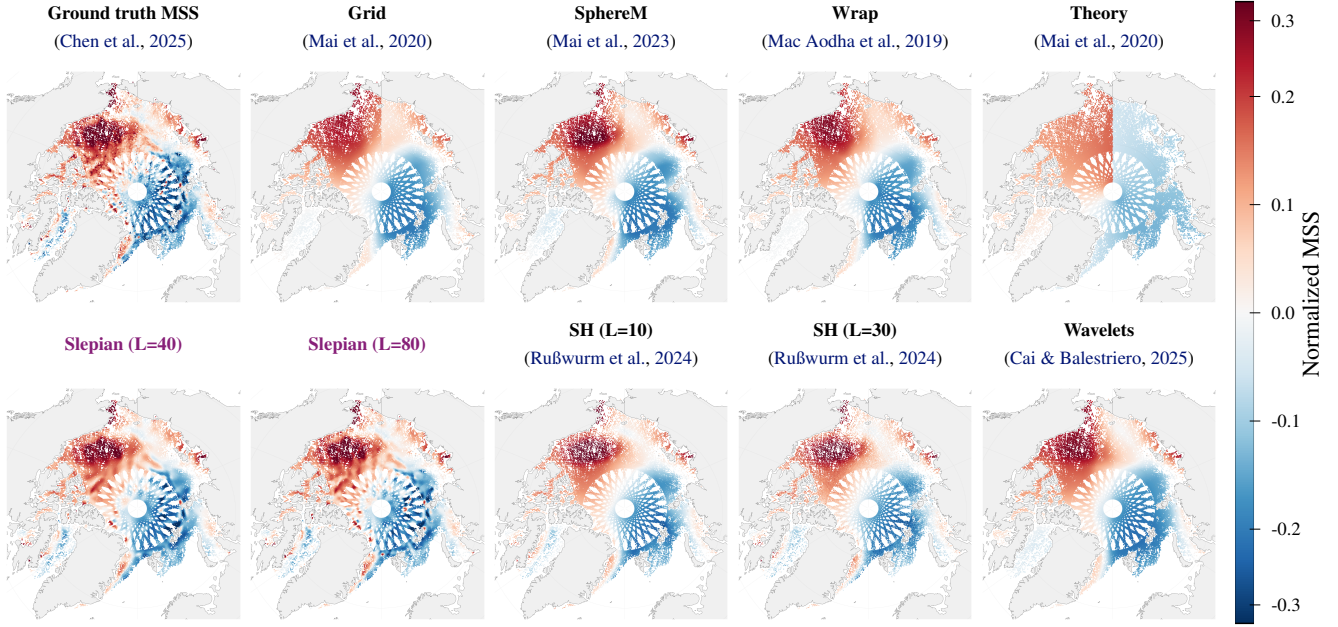 Ground truth MSS
(Chen et al., 2025)
Grid
(Mai et al., 2020)
SphereM
(Mai et al., 2023)
Wrap
(Mac Aodha et al., 2019)
Theory
(Mai et al., 2020)
Slepian (L=40)
Slepian (L=80)
SH (L=10)
(Rußwurm et al., 2024)
SH (L=30)
(Rußwurm et al., 2024)
Wavelets
(Cai & Balestriero, 2025)
0.3
0.2
0.1
0.0
-0.1
-0.2
-0.3
Normalized MSS